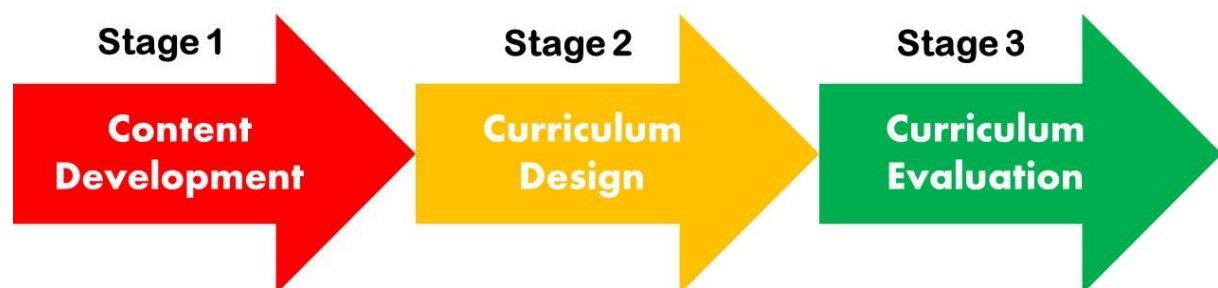 Stage 1
Content
Development
Stage 2
Curriculum
Design
Stage 3
Curriculum
Evaluation